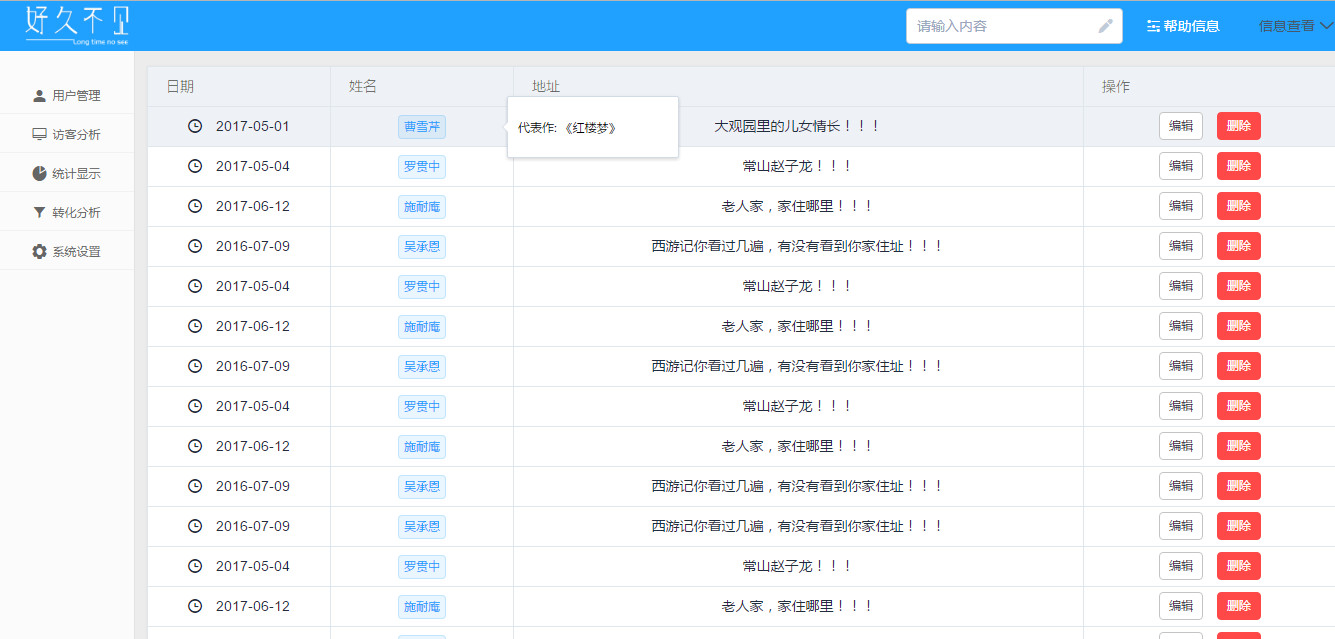 好久不见
Long time no see
请输入内容
帮助信息
信息查看
用户管理
访客分析
统计显示
转化分析
系统设置
日期 姓名 地址 操作
2017-05-01 曹雪芹 大观园里的儿女情长！！！ 编辑 删除
代表作: 《红楼梦》
2017-05-04 罗贯中 常山赵子龙！！！ 编辑 删除
2017-06-12 施耐庵 老人家，家住哪里！！！ 编辑 删除
2016-07-09 吴承恩 西游记你看过几遍，有没有看到你家住址！！！ 编辑 删除
2017-05-04 罗贯中 常山赵子龙！！！ 编辑 删除
2017-06-12 施耐庵 老人家，家住哪里！！！ 编辑 删除
2016-07-09 吴承恩 西游记你看过几遍，有没有看到你家住址！！！ 编辑 删除
2017-05-04 罗贯中 常山赵子龙！！！ 编辑 删除
2017-06-12 施耐庵 老人家，家住哪里！！！ 编辑 删除
2016-07-09 吴承恩 西游记你看过几遍，有没有看到你家住址！！！ 编辑 删除
2016-07-09 吴承恩 西游记你看过几遍，有没有看到你家住址！！！ 编辑 删除
2017-05-04 罗贯中 常山赵子龙！！！ 编辑 删除
2017-06-12 施耐庵 老人家，家住哪里！！！ 编辑 删除